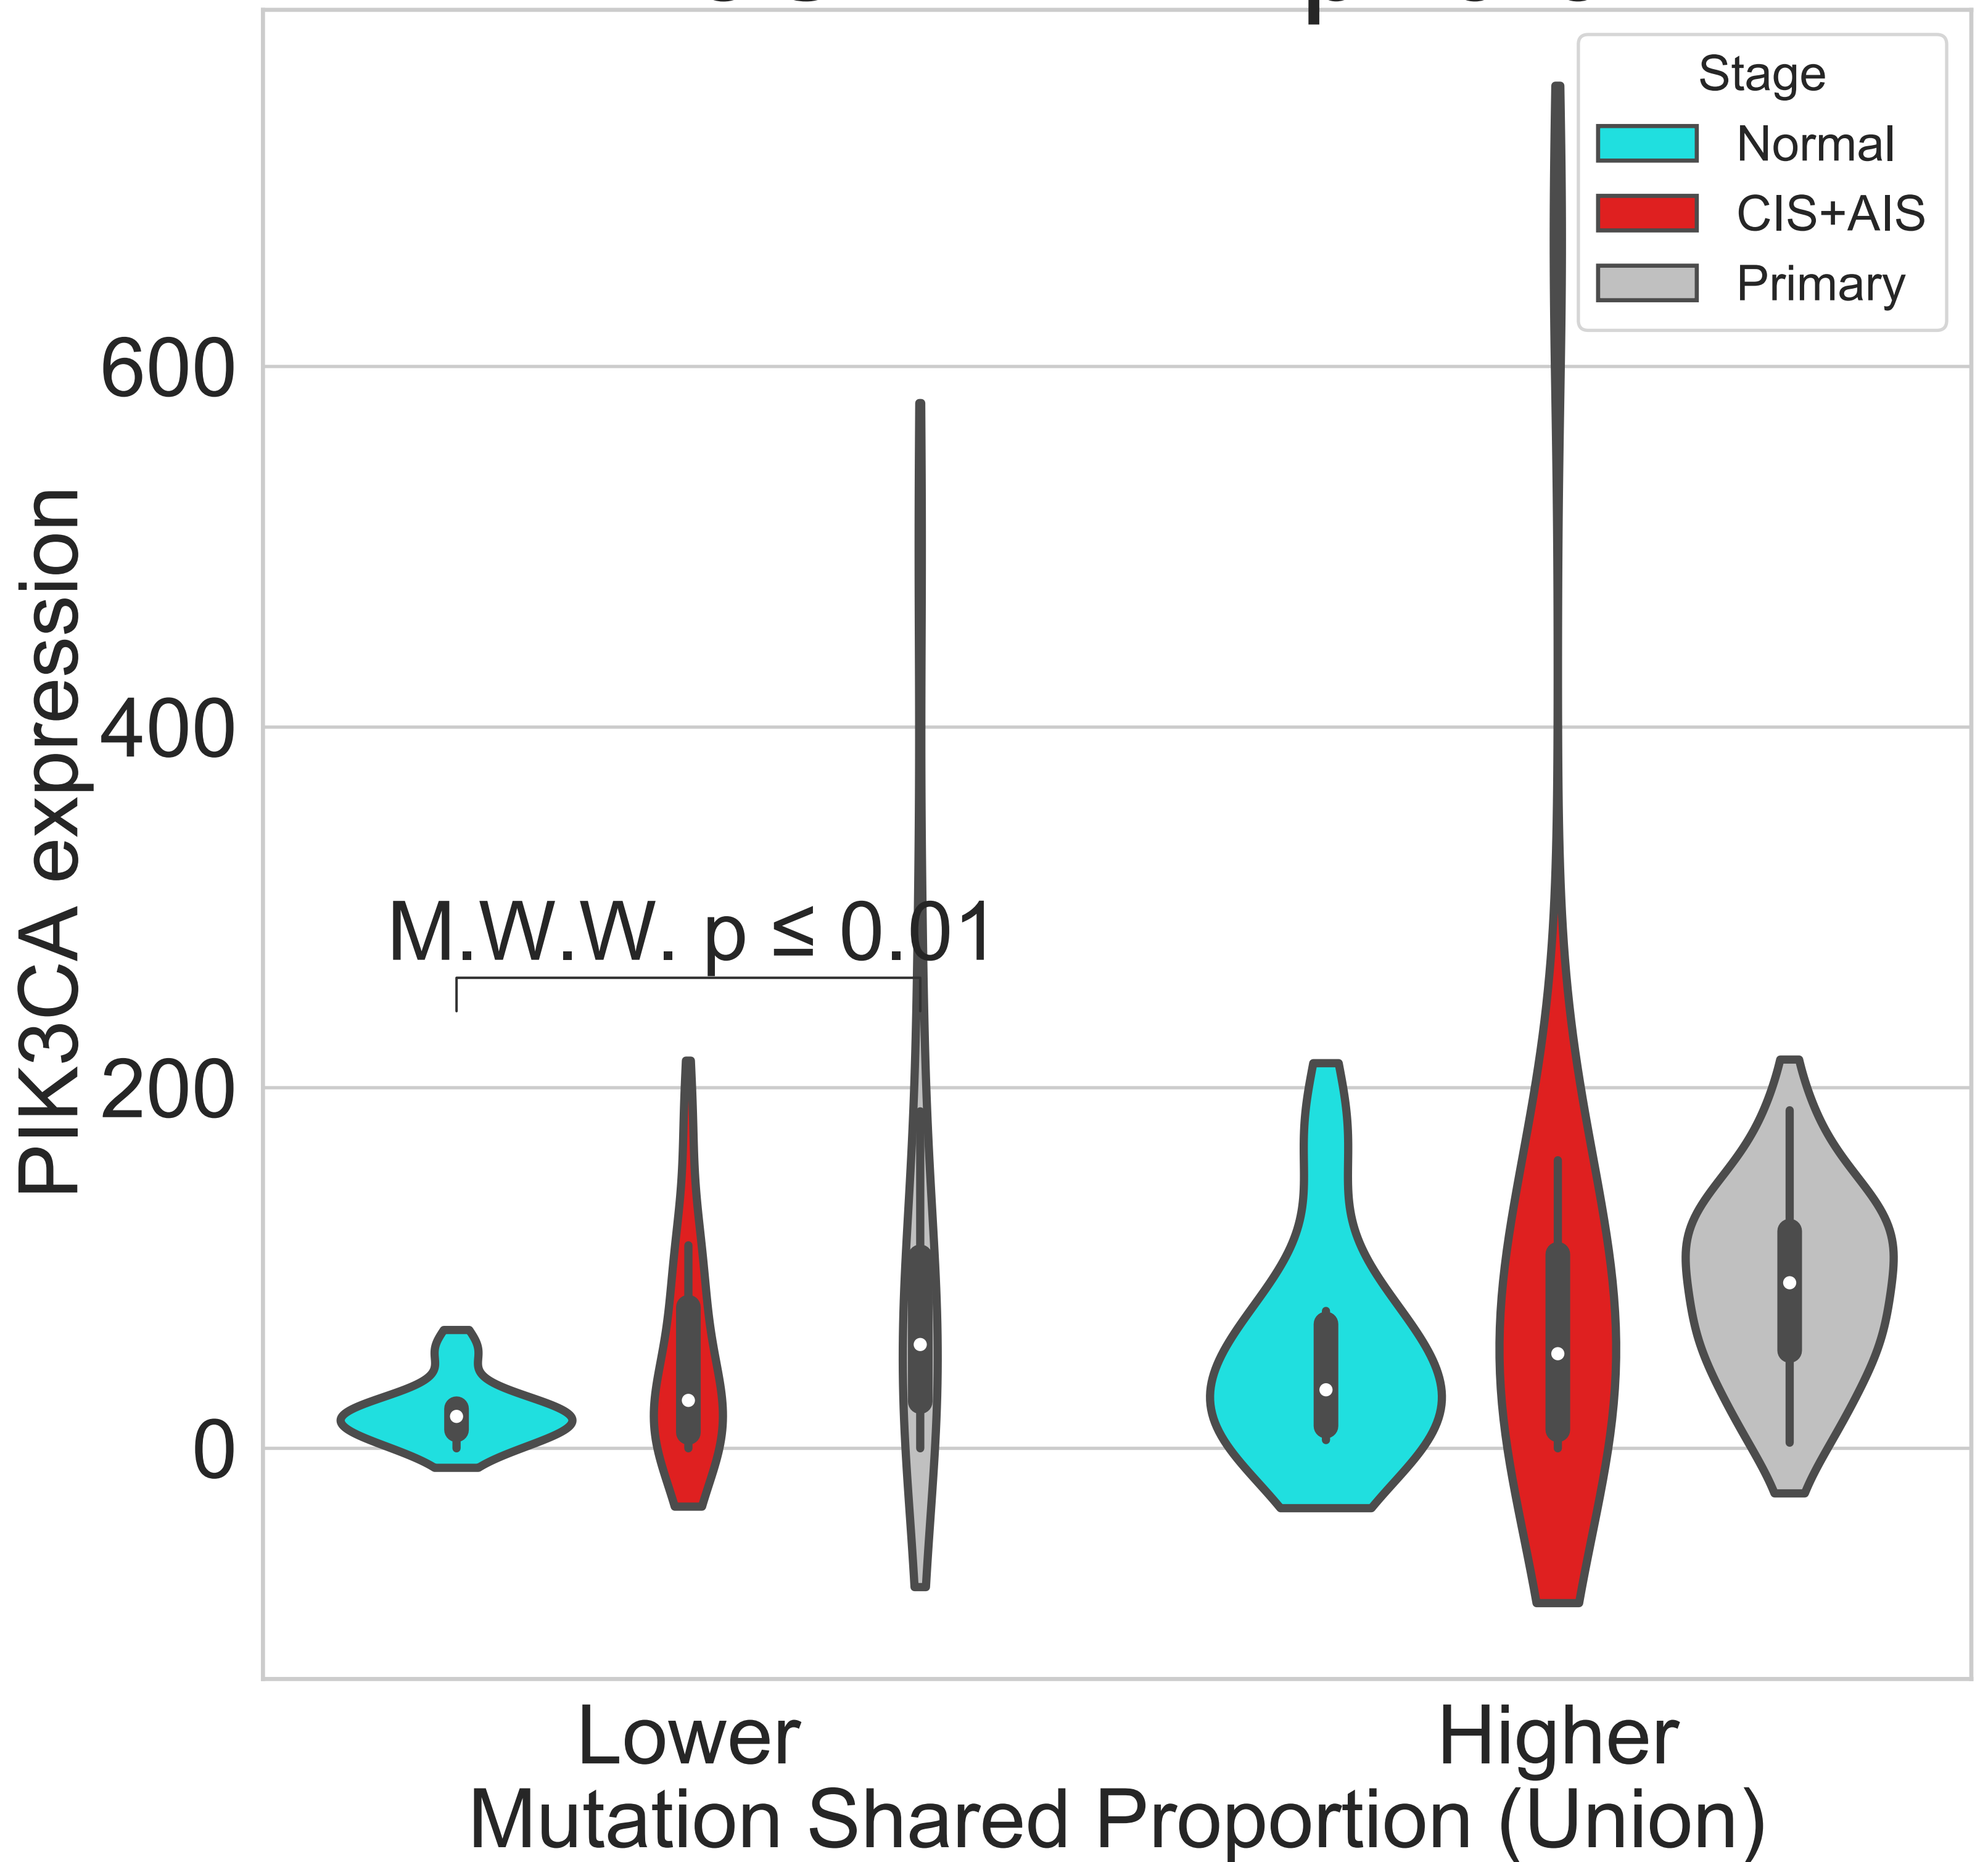 Stage
Normal
CIS+AIS
Primary
600
400
200
0
PIK3CA expression
M.W.W. p ≤ 0.01
Lower
Higher
Mutation Shared Proportion (Union)